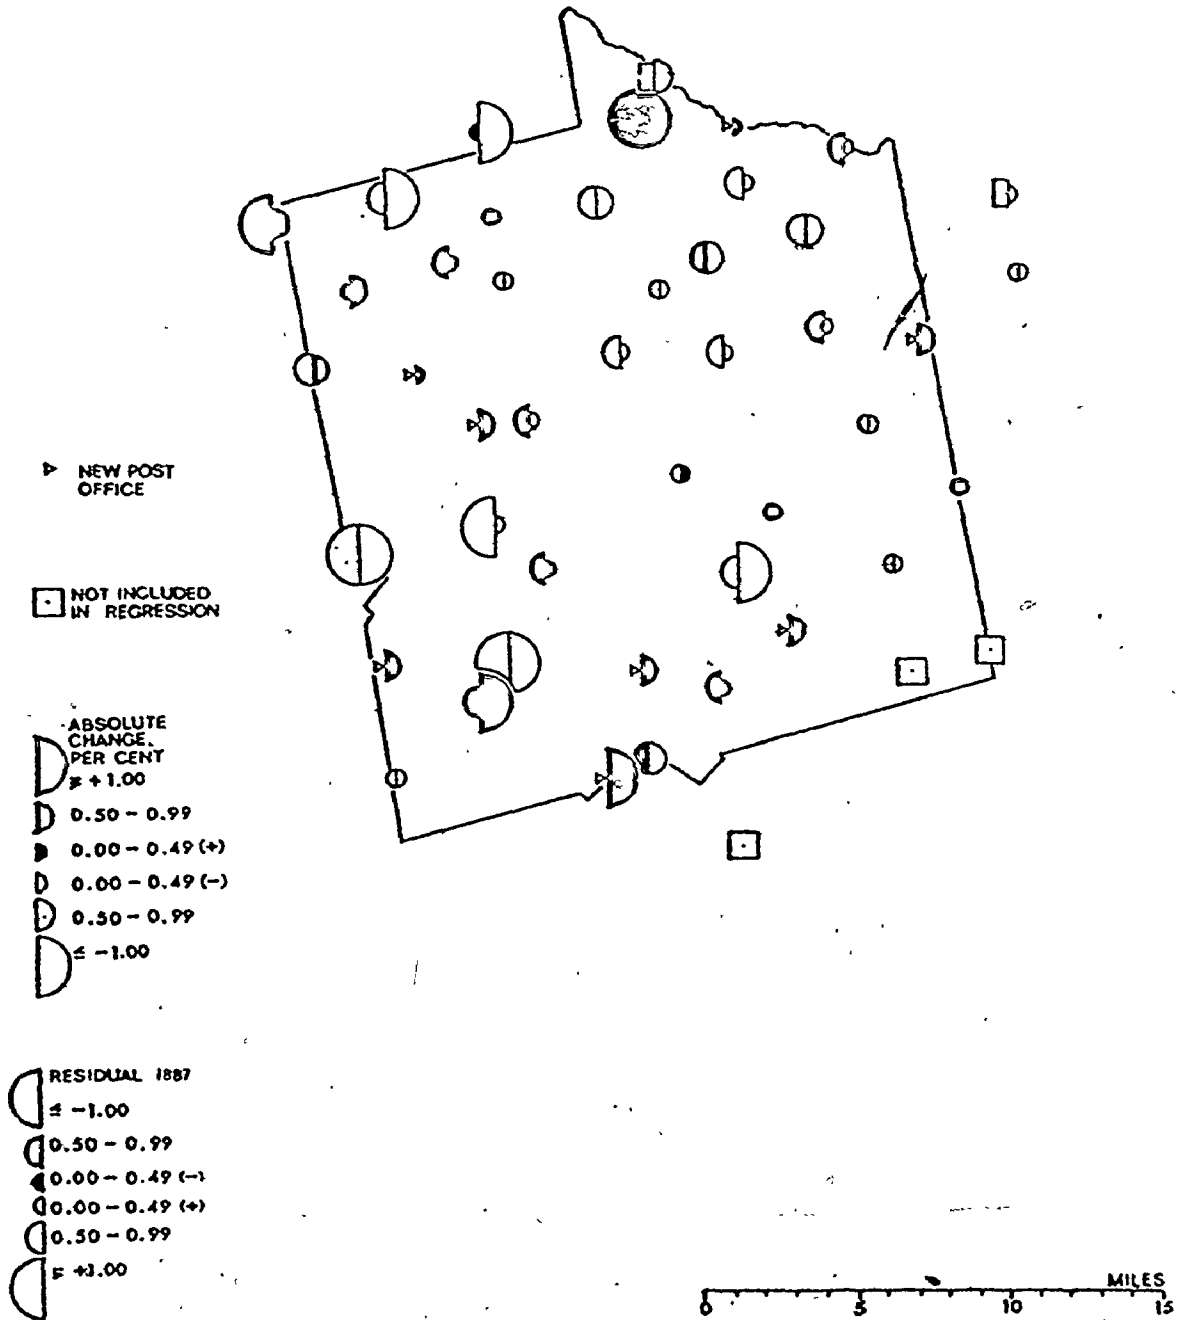 NEW POST
OFFICE
NOT INCLUDED
IN REGRESSION
ABSOLUTE
CHANGE.
PER CENT
+1.00
0.50 - 0.99
0.00 - 0.49 (+)
0.00 - 0.49 (-)
0.50 - 0.99
≤ -1.00
RESIDUAL 1887
≤ -1.00
0.50 - 0.99
0.00 - 0.49 (-)
0.00 - 0.49 (+)
0.50 - 0.99
+1.00
MILES
0 5 10 15